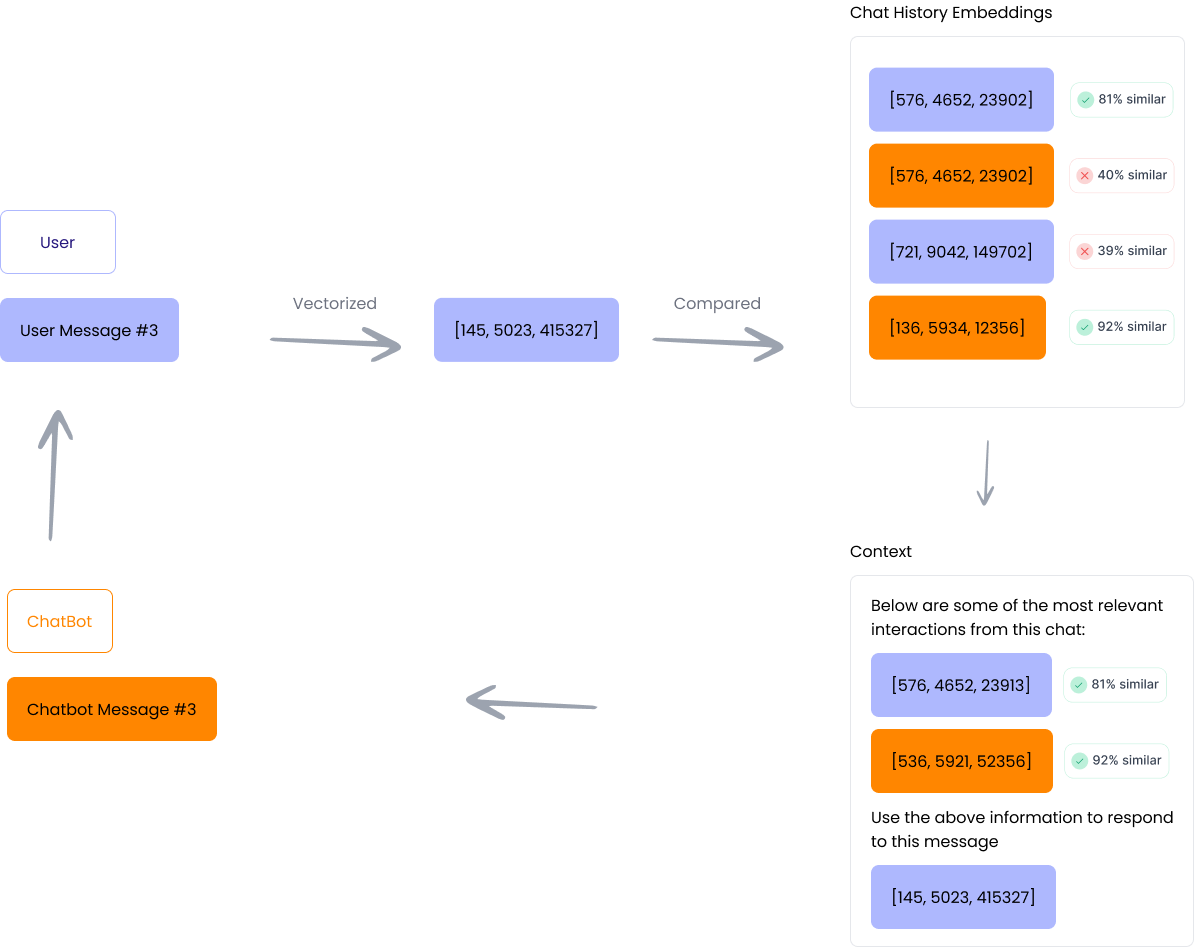 Chat History Embeddings
[576, 4652, 23902]
81% similar
[576, 4652, 23902]
40% similar
[721, 9042, 149702]
39% similar
[136, 5934, 12356]
92% similar
User
User Message #3
Vectorized
[145, 5023, 415327]
Compared
Context
Below are some of the most relevant
interactions from this chat:
[576, 4652, 23913]
81% similar
[536, 5921, 52356]
92% similar
Use the above information to respond
to this message
[145, 5023, 415327]
ChatBot
Chatbot Message #3